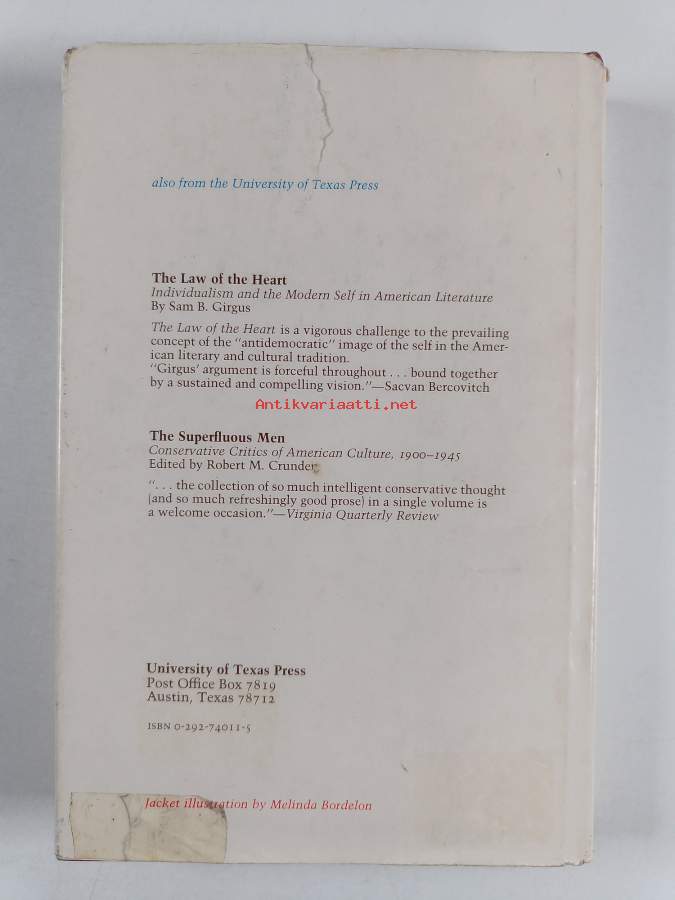 also from the University of Texas Press
The Law of the Heart
Individualism and the Modern Self in American Literature
By Sam B. Girgus
The Law of the Heart is a vigorous challenge to the prevailing
concept of the "antidemocratic" image of the self in the Amer-
ican literary and cultural tradition.
"Girgus' argument is forceful throughout . . . bound together
by a sustained and compelling vision."—Sacvan Bercovitch
Antikvariaatti.net
The Superfluous Men
Conservative Critics of American Culture, 1900–1945
Edited by Robert M. Crunden
". . . the collection of so much intelligent conservative thought
(and so much refreshingly good prose) in a single volume is
a welcome occasion."—Virginia Quarterly Review
University of Texas Press
Post Office Box 7819
Austin, Texas 78712
ISBN 0-292-74011-5
Jacket illustration by Melinda Bordelon